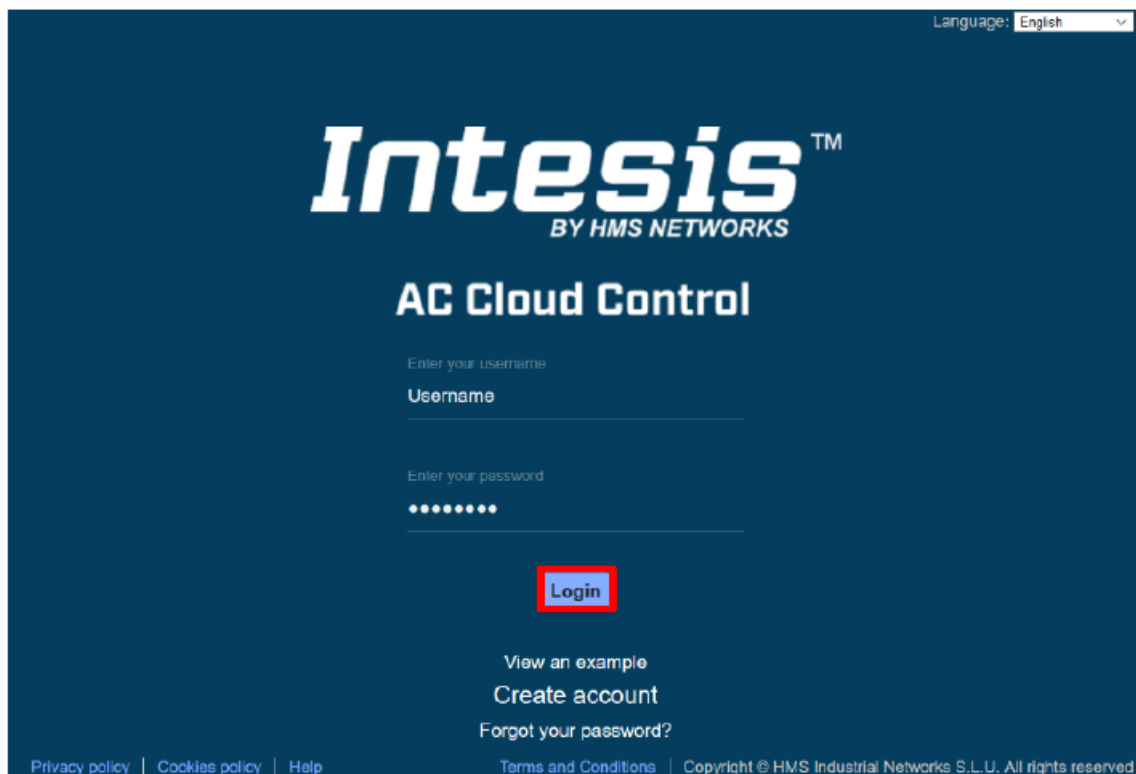 Language: English
Intesis™
BY HMS NETWORKS
AC Cloud Control
Enter your username
Username
Enter your password
••••••••
Login
View an example
Create account
Forgot your password?
Privacy policy | Cookies policy | Help Terms and Conditions | Copyright © HMS Industrial Networks S.L.U. All rights reserved